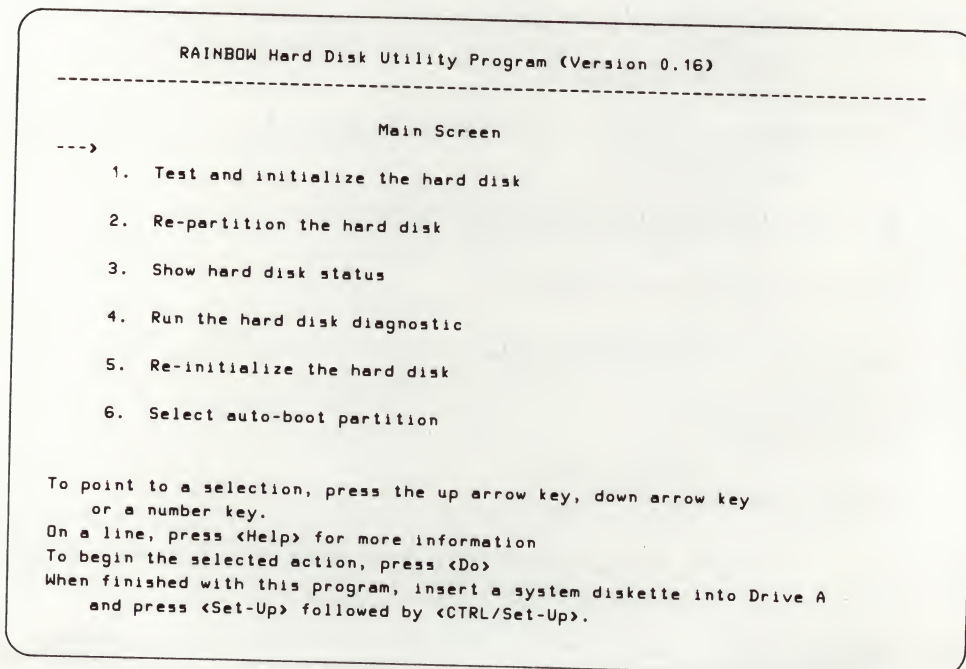 RAINBOW Hard Disk Utility Program (Version 0.16)
--------------------------------------------------------------------------------
Main Screen
--->
1. Test and initialize the hard disk
2. Re-partition the hard disk
3. Show hard disk status
4. Run the hard disk diagnostic
5. Re-initialize the hard disk
6. Select auto-boot partition
To point to a selection, press the up arrow key, down arrow key
or a number key.
On a line, press <Help> for more information
To begin the selected action, press <Do>
When finished with this program, insert a system diskette into Drive A
and press <Set-Up> followed by <CTRL/Set-Up>.